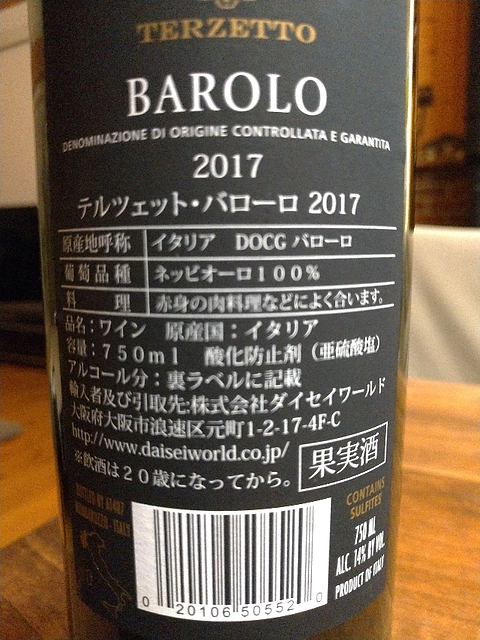 TERZETTO
BAROLO
DENOMINAZIONE DI ORIGINE CONTROLLATA E GARANTITA
2017
テルツェット・バローロ 2017
原産地呼称 イタリア DOCG バローロ
葡萄品種 ネッビオーロ100%
料理 赤身の肉料理などによく合います。
品名:ワイン 原産国:イタリア
容量:750ml 酸化防止剤(亜硫酸塩)
アルコール分:裏ラベルに記載
輸入者及び引取先:株式会社ダイセイワールド
大阪府大阪市浪速区元町1-2-17-4F-C
http://www.daiseiworld.co.jp/
※飲酒は20歳になってから。
果実酒
BOTTLED BY
ITALY
CONTAINS
SULFITES
750 ML
ALC. 14% BY VOL.
PRODUCT OF ITALY
0 20106 50552 0